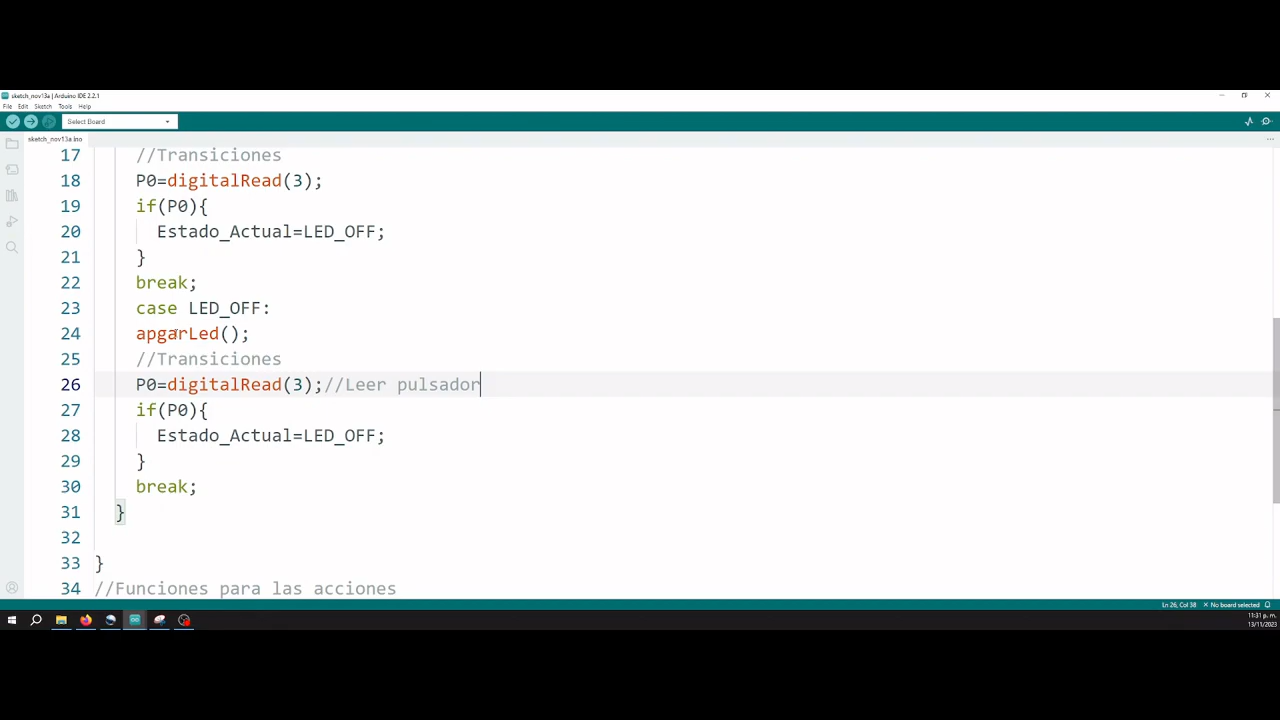 sketch_nov13a | Arduino IDE 2.2.1
File Edit Sketch Tools Help
Select Board
sketch_nov13a.ino
17 //Transiciones
18 P0=digitalRead(3);
19 if(P0){
20 Estado_Actual=LED_OFF;
21 }
22 break;
23 case LED_OFF:
24 apgarLed();
25 //Transiciones
26 P0=digitalRead(3);//Leer pulsador
27 if(P0){
28 Estado_Actual=LED_OFF;
29 }
30 break;
31 }
32
33 }
34 //Funciones para las acciones
Ln 26, Col 38 × No board selected
11:31 p. m.
13/11/2023